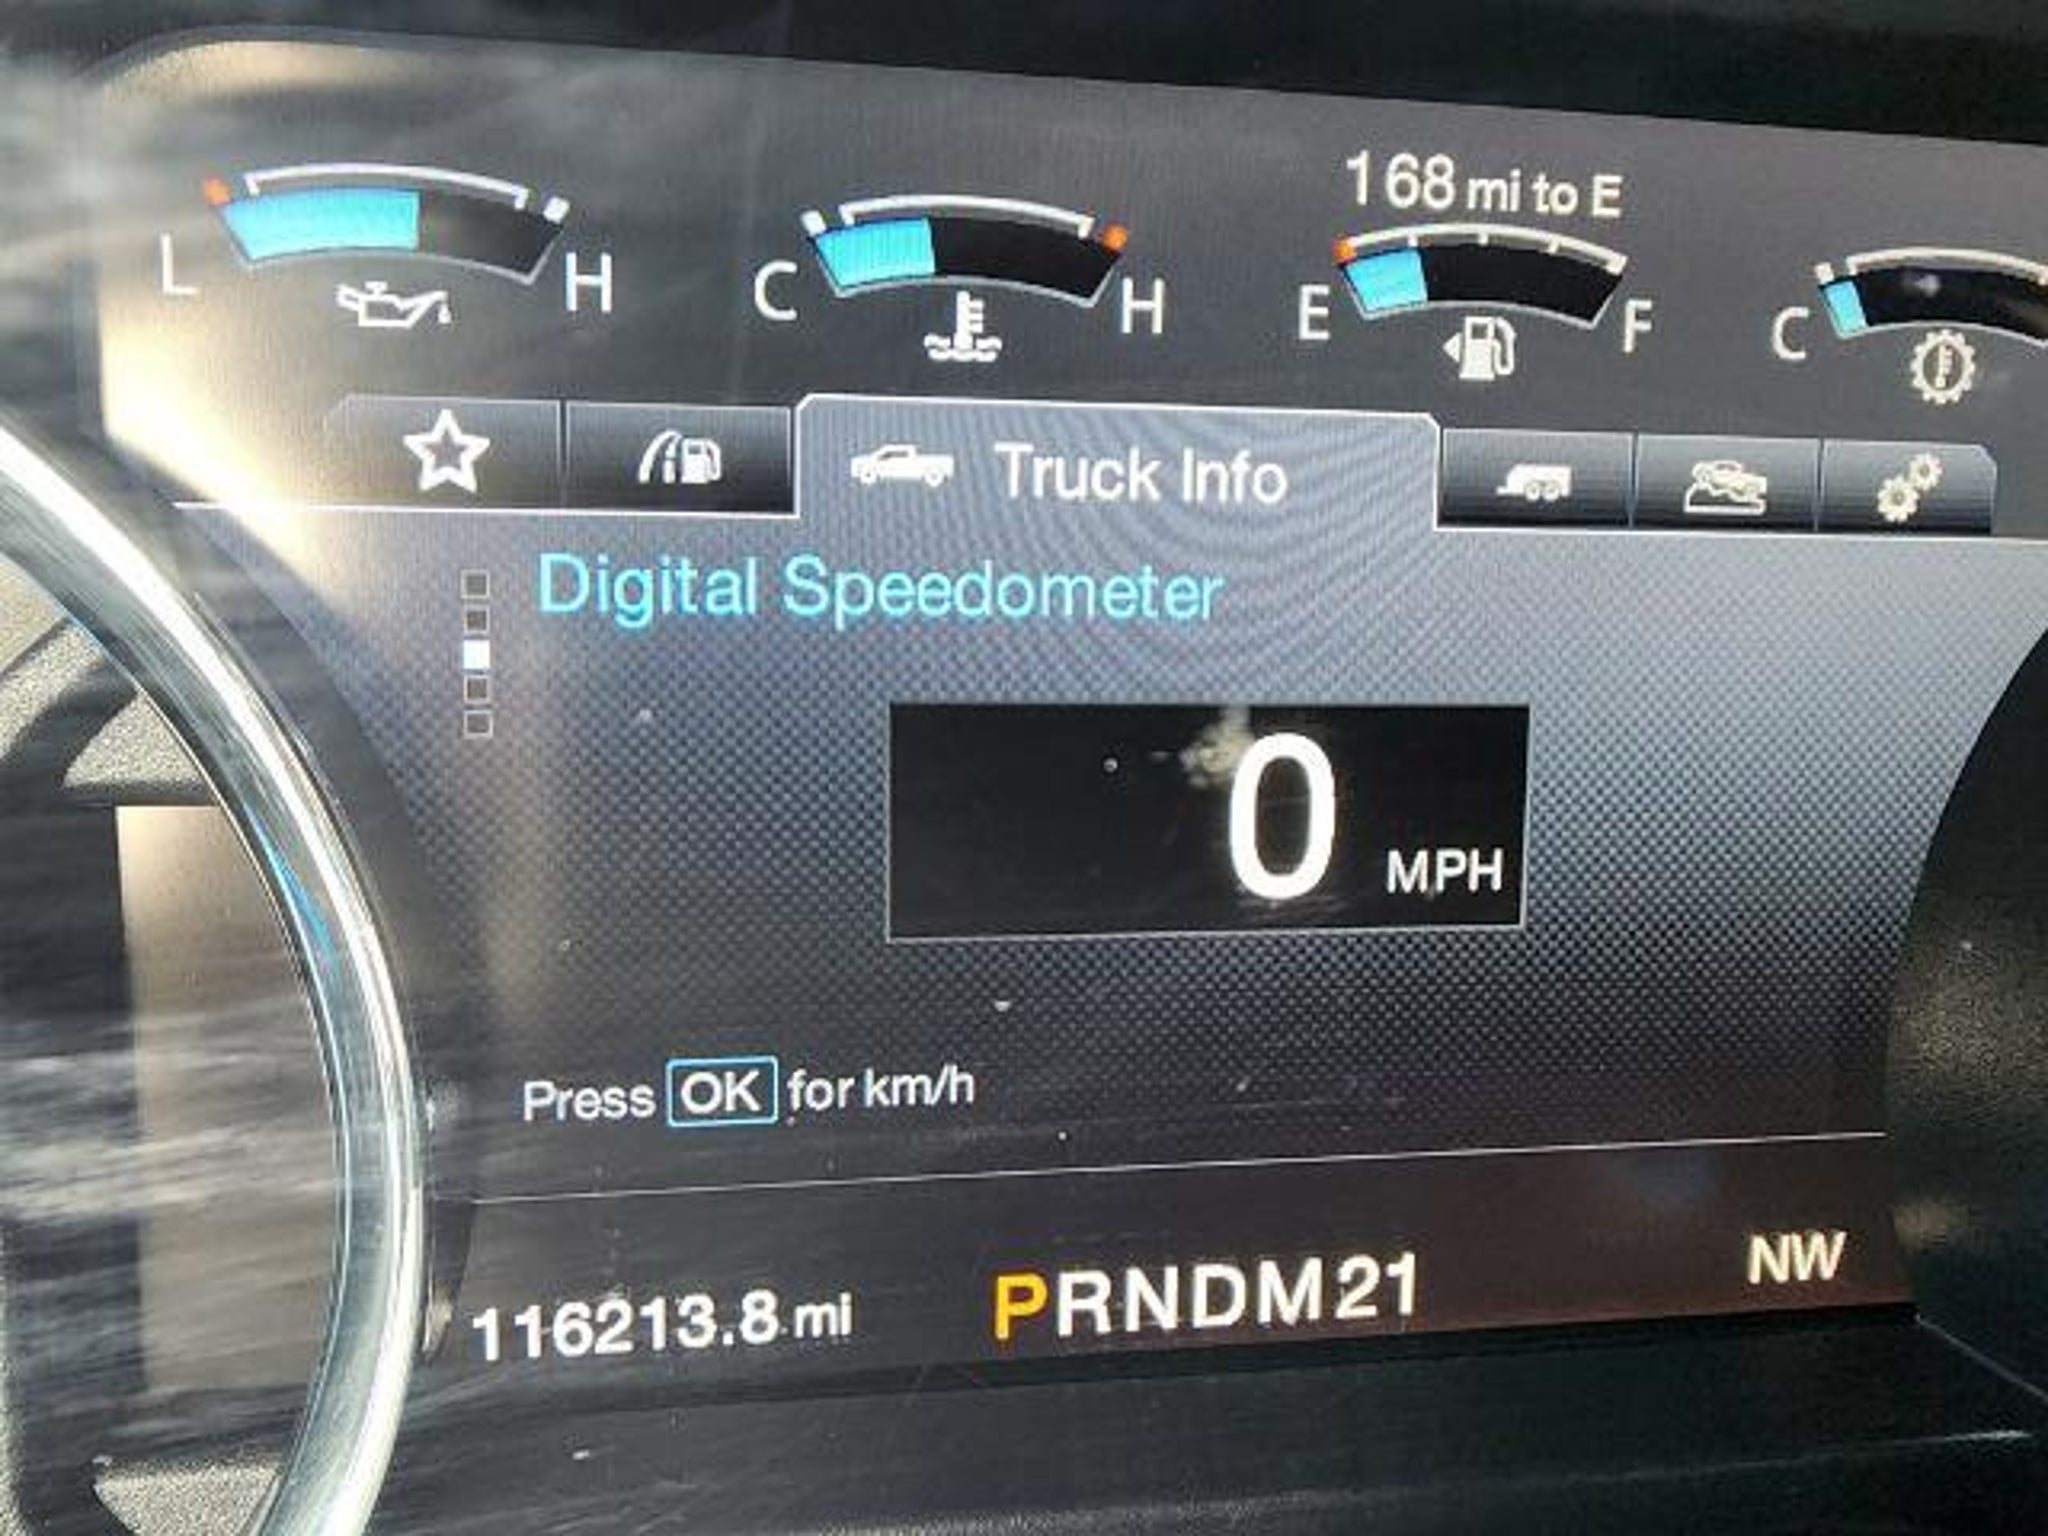 168 mi to E
L H C H E F C
Truck Info
Digital Speedometer
0 MPH
Press OK for km/h
116213.8 mi PRNDM21 NW